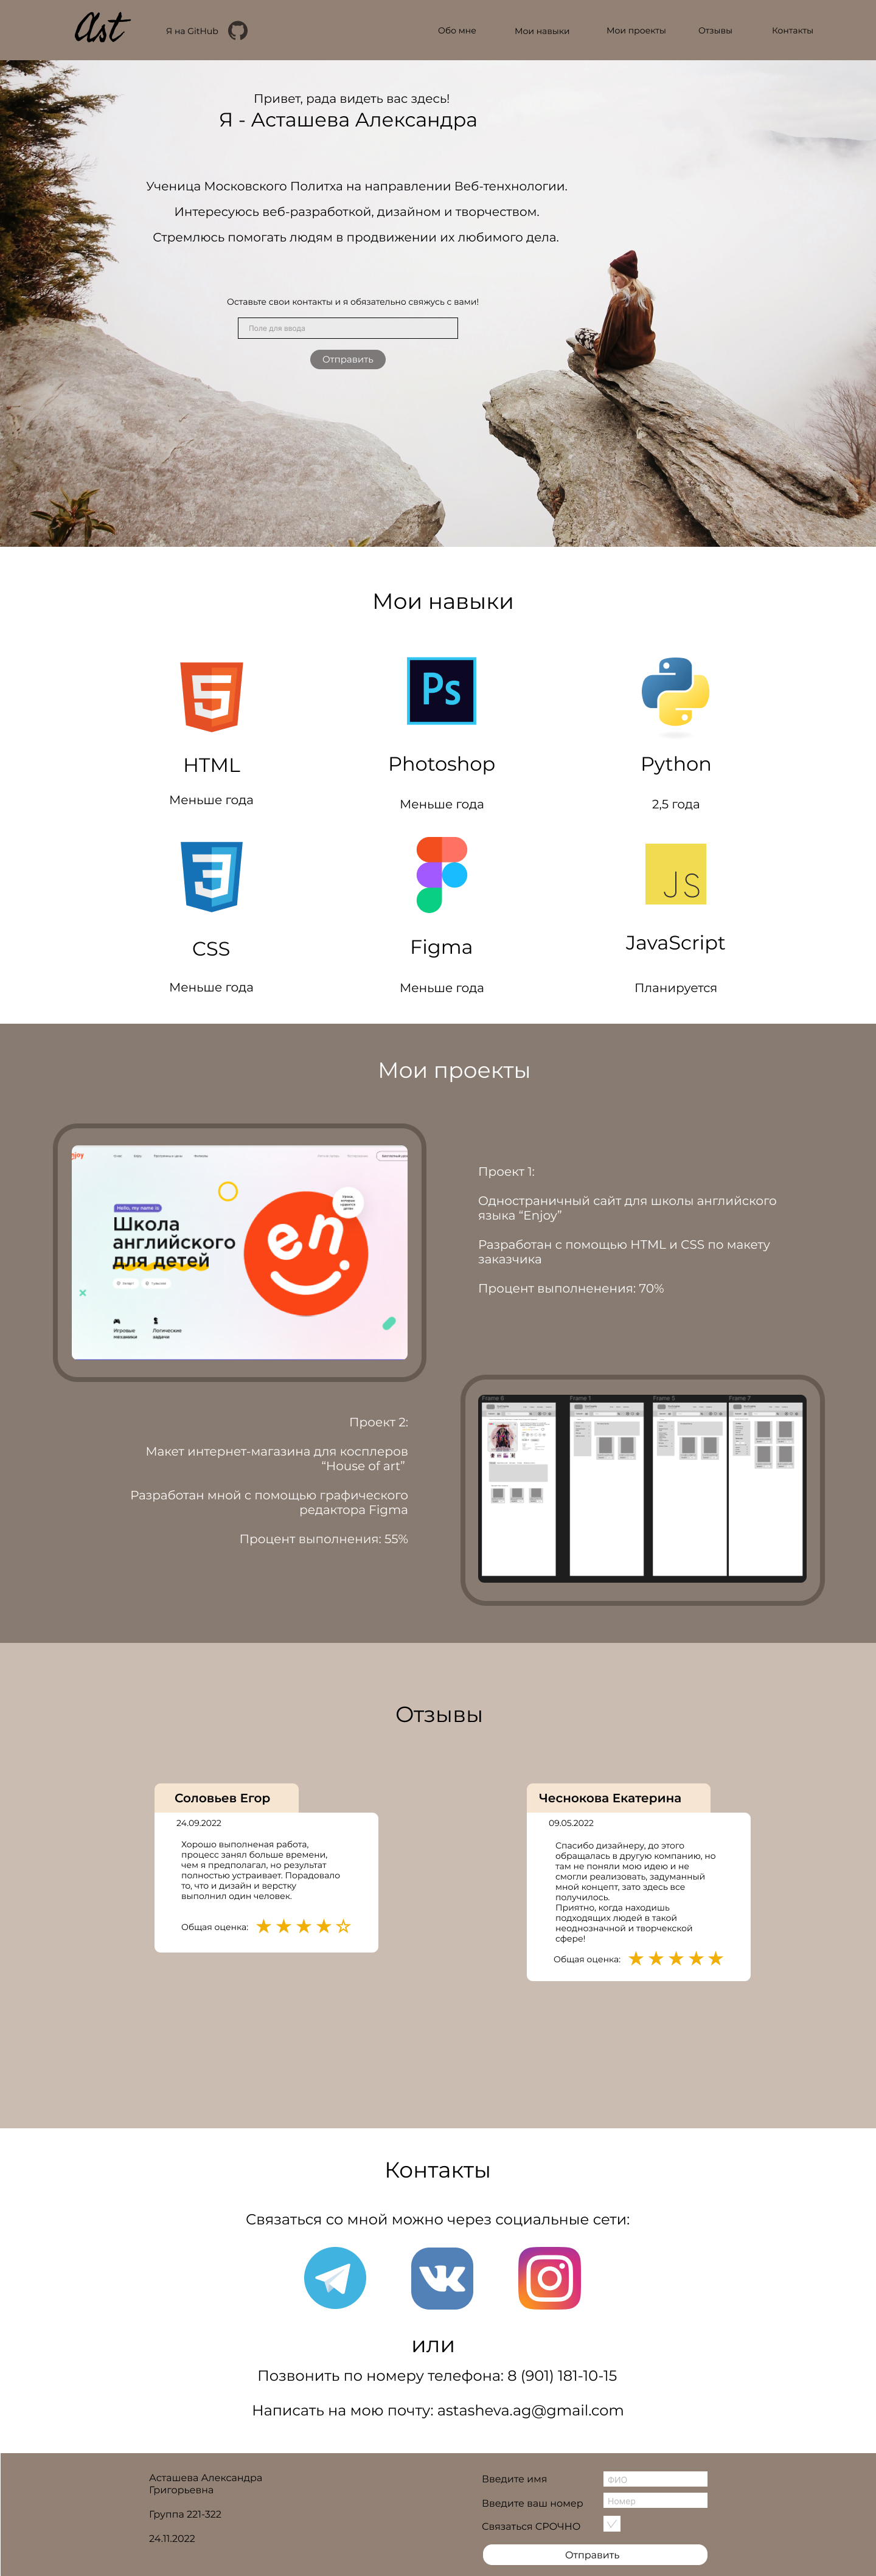 Ast
Я на GitHub
Обо мне
Мои навыки
Мои проекты
Отзывы
Контакты
Привет, рада видеть вас здесь!
Я - Асташева Александра
Ученица Московского Политха на направлении Веб-тенхнологии.
Интересуюсь веб-разработкой, дизайном и творчеством.
Стремлюсь помогать людям в продвижении их любимого дела.
Оставьте свои контакты и я обязательно свяжусь с вами!
Поле для ввода
Отправить
Мои навыки
5
Ps
HTML
Photoshop
Python
Меньше года
Меньше года
2,5 года
3
JS
CSS
Figma
JavaScript
Меньше года
Меньше года
Планируется
Мои проекты
njoy
Hello, my name is
Школа
английского
для детей
en
Игровые
механики
Логические
задачи
Проект 1:
Одностраничный сайт для школы английского
языка “Enjoy”
Разработан с помощью HTML и CSS по макету
заказчика
Процент выполненения: 70%
Frame 6
Frame 1
Frame 5
Frame 7
Проект 2:
Макет интернет-магазина для косплеров
“House of art”
Разработан мной с помощью графического
редактора Figma
Процент выполнения: 55%
Отзывы
Соловьев Егор
24.09.2022
Хорошо выполненая работа,
процесс занял больше времени,
чем я предполагал, но результат
полностью устраивает. Порадовало
то, что и дизайн и верстку
выполнил один человек.
Общая оценка:
Чеснокова Екатерина
09.05.2022
Спасибо дизайнеру, до этого
обращалась в другую компанию, но
там не поняли мою идею и не
смогли реализовать, задуманный
мной концепт, зато здесь все
получилось.
Приятно, когда находишь
подходящих людей в такой
неоднозначной и творчекской
сфере!
Общая оценка:
Контакты
Связаться со мной можно через социальные сети:
или
Позвонить по номеру телефона: 8 (901) 181-10-15
Написать на мою почту: astasheva.ag@gmail.com
Асташева Александра
Григорьевна
Группа 221-322
24.11.2022
Введите имя
ФИО
Введите ваш номер
Номер
Связаться СРОЧНО
Отправить